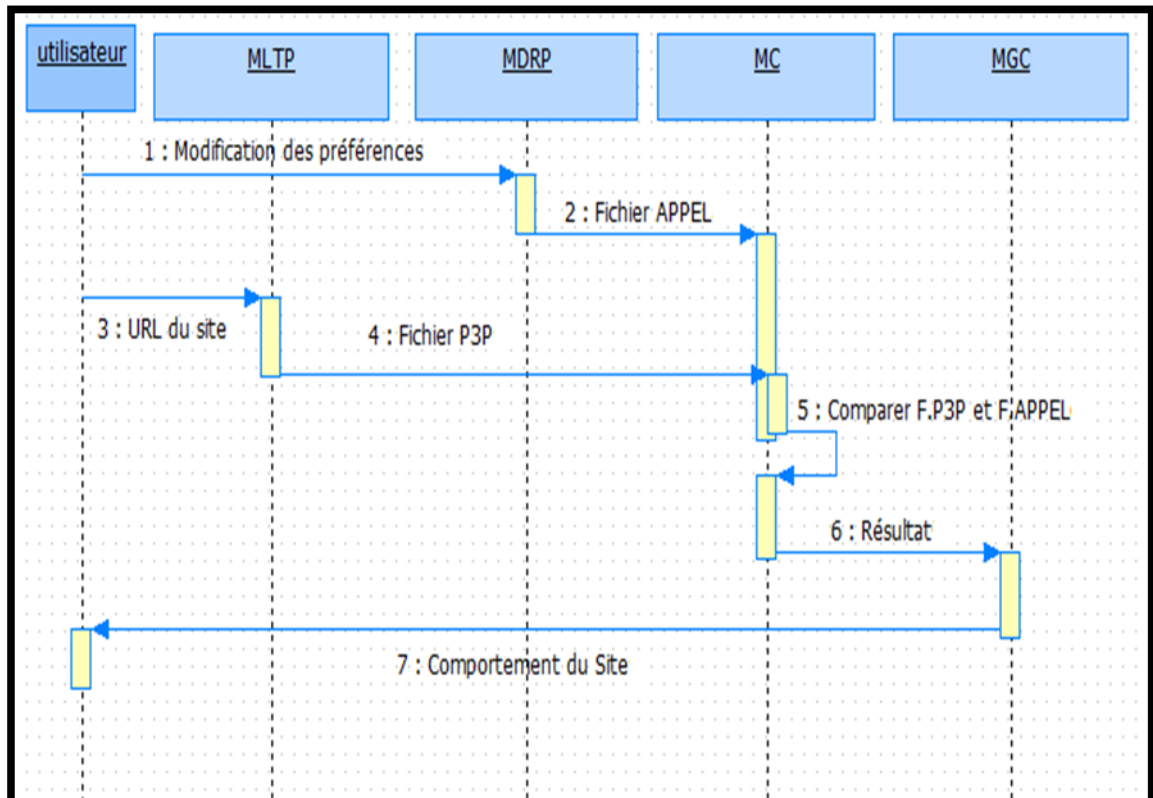 utilisateur
MLTP
MDRP
MC
MGC
1 : Modification des préférences
2 : Fichier APPEL
3 : URL du site
4 : Fichier P3P
5 : Comparer F.P3P et F.APPEL
6 : Résultat
7 : Comportement du Site